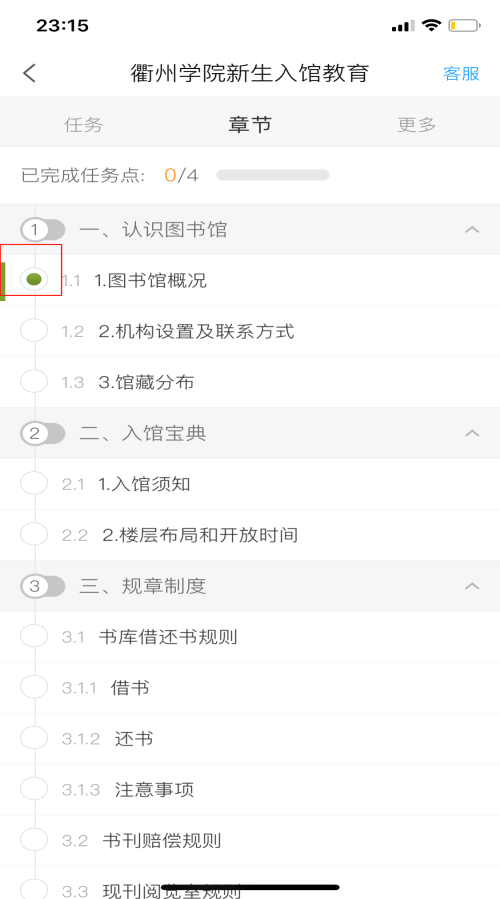 23:15
衢州学院新生入馆教育 客服
任务 章节 更多
已完成任务点: 0/4
1 一、认识图书馆
1.1 1.图书馆概况
1.2 2.机构设置及联系方式
1.3 3.馆藏分布
2 二、入馆宝典
2.1 1.入馆须知
2.2 2.楼层布局和开放时间
3 三、规章制度
3.1 书库借还书规则
3.1.1 借书
3.1.2 还书
3.1.3 注意事项
3.2 书刊赔偿规则
3.3 现刊阅览室规则